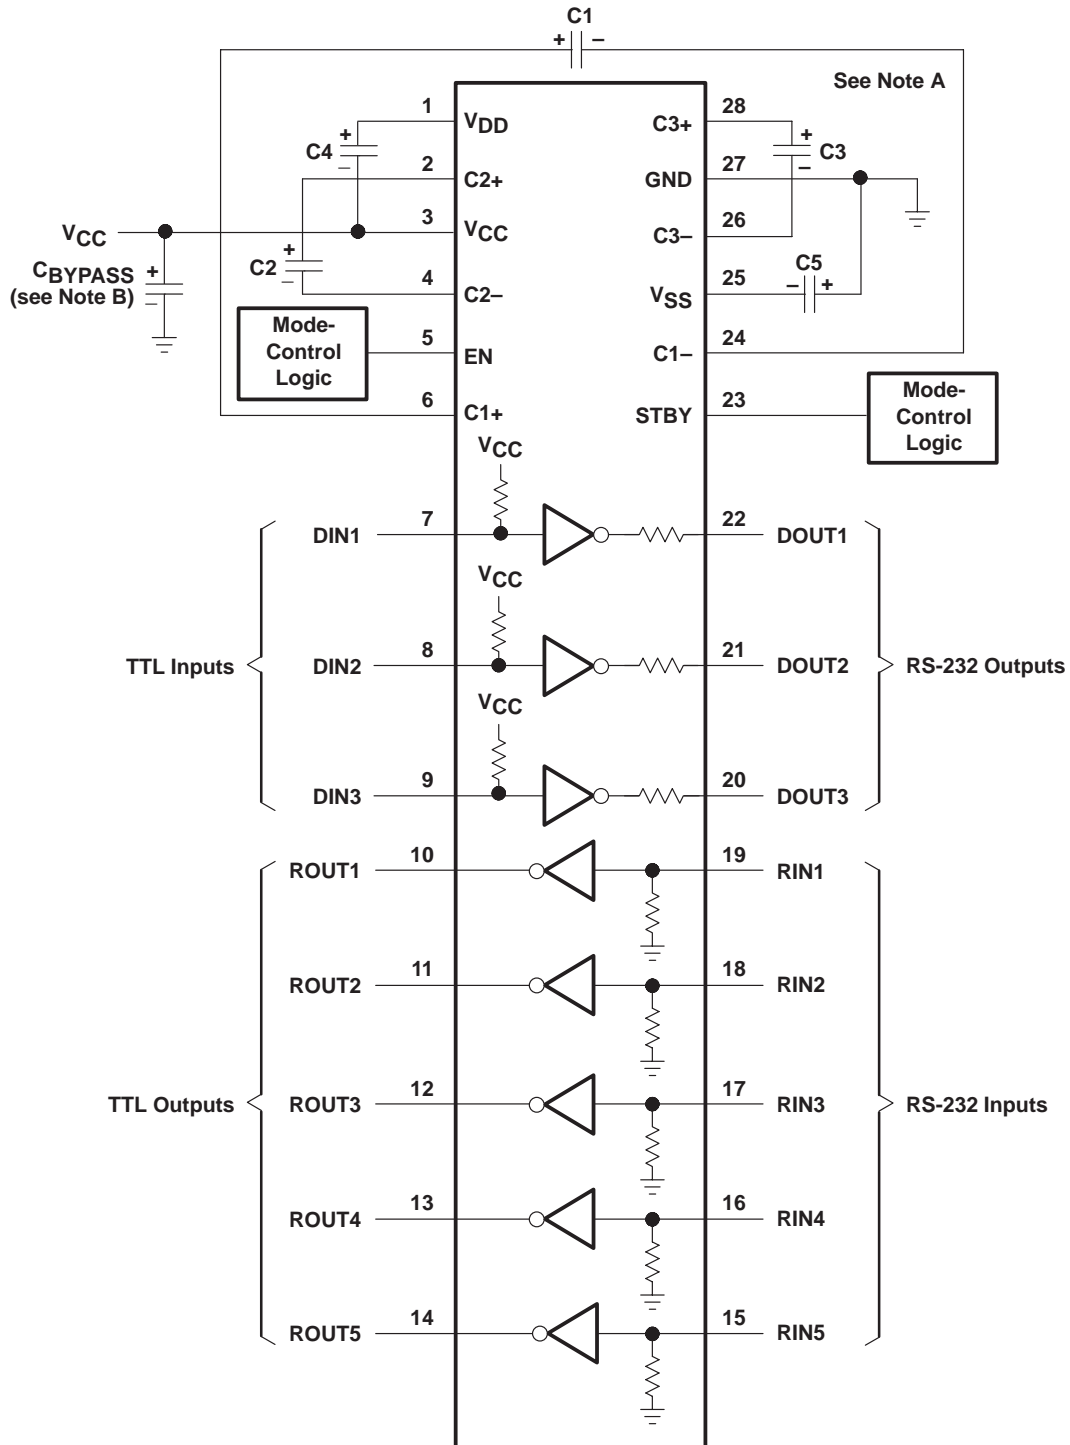 C1
+ –
See Note A
1 VDD C3+ 28
+ C4 –
+ C3 –
2 C2+ GND 27
VCC
3 VCC C3– 26
CBYPASS
(see Note B)
+ –
C2 + –
C5 – +
4 C2– VSS 25
Mode-
Control
Logic
5 EN C1– 24
6 C1+ STBY 23
Mode-
Control
Logic
VCC
DIN1 7 22 DOUT1
VCC
TTL Inputs DIN2 8 21 DOUT2 RS-232 Outputs
VCC
DIN3 9 20 DOUT3
ROUT1 10 19 RIN1
ROUT2 11 18 RIN2
TTL Outputs ROUT3 12 17 RIN3 RS-232 Inputs
ROUT4 13 16 RIN4
ROUT5 14 15 RIN5